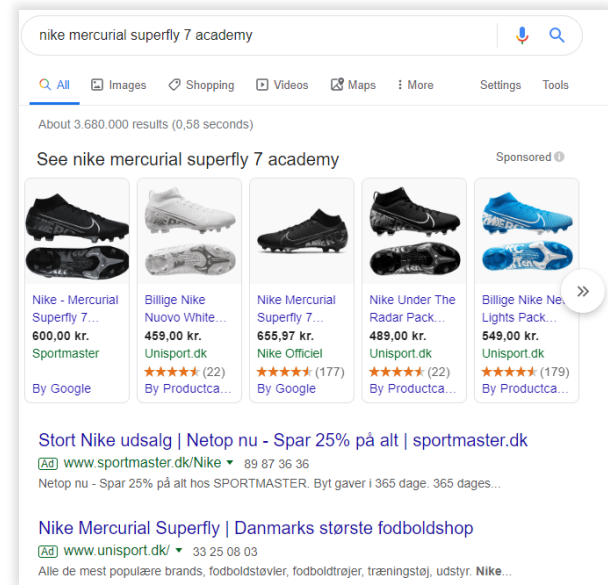 nike mercurial superfly 7 academy
All Images Shopping Videos Maps More Settings Tools
About 3.680.000 results (0,58 seconds)
See nike mercurial superfly 7 academy
Sponsored
Nike - Mercurial
Superfly 7...
600,00 kr.
Sportmaster
By Google
Billige Nike
Nuovo White...
459,00 kr.
Unisport.dk
(22)
By Productca...
Nike Mercurial
Superfly 7...
655,97 kr.
Nike Officiel
(177)
By Google
Nike Under The
Radar Pack...
489,00 kr.
Unisport.dk
(22)
By Productca...
Billige Nike
Lights Pack...
549,00 kr.
Unisport.dk
(179)
By Productca...
Stort Nike udsalg | Netop nu - Spar 25% på alt | sportmaster.dk
Ad www.sportmaster.dk/Nike 89 87 36 36
Netop nu - Spar 25% på alt hos SPORTMASTER. Byt gaver i 365 dage. 365 dages...
Nike Mercurial Superfly | Danmarks største fodboldshop
Ad www.unisport.dk/ 33 25 08 03
Alle de mest populære brands, fodboldstøvler, fodboldtrøjer, træningstøj, udstyr. Nike...